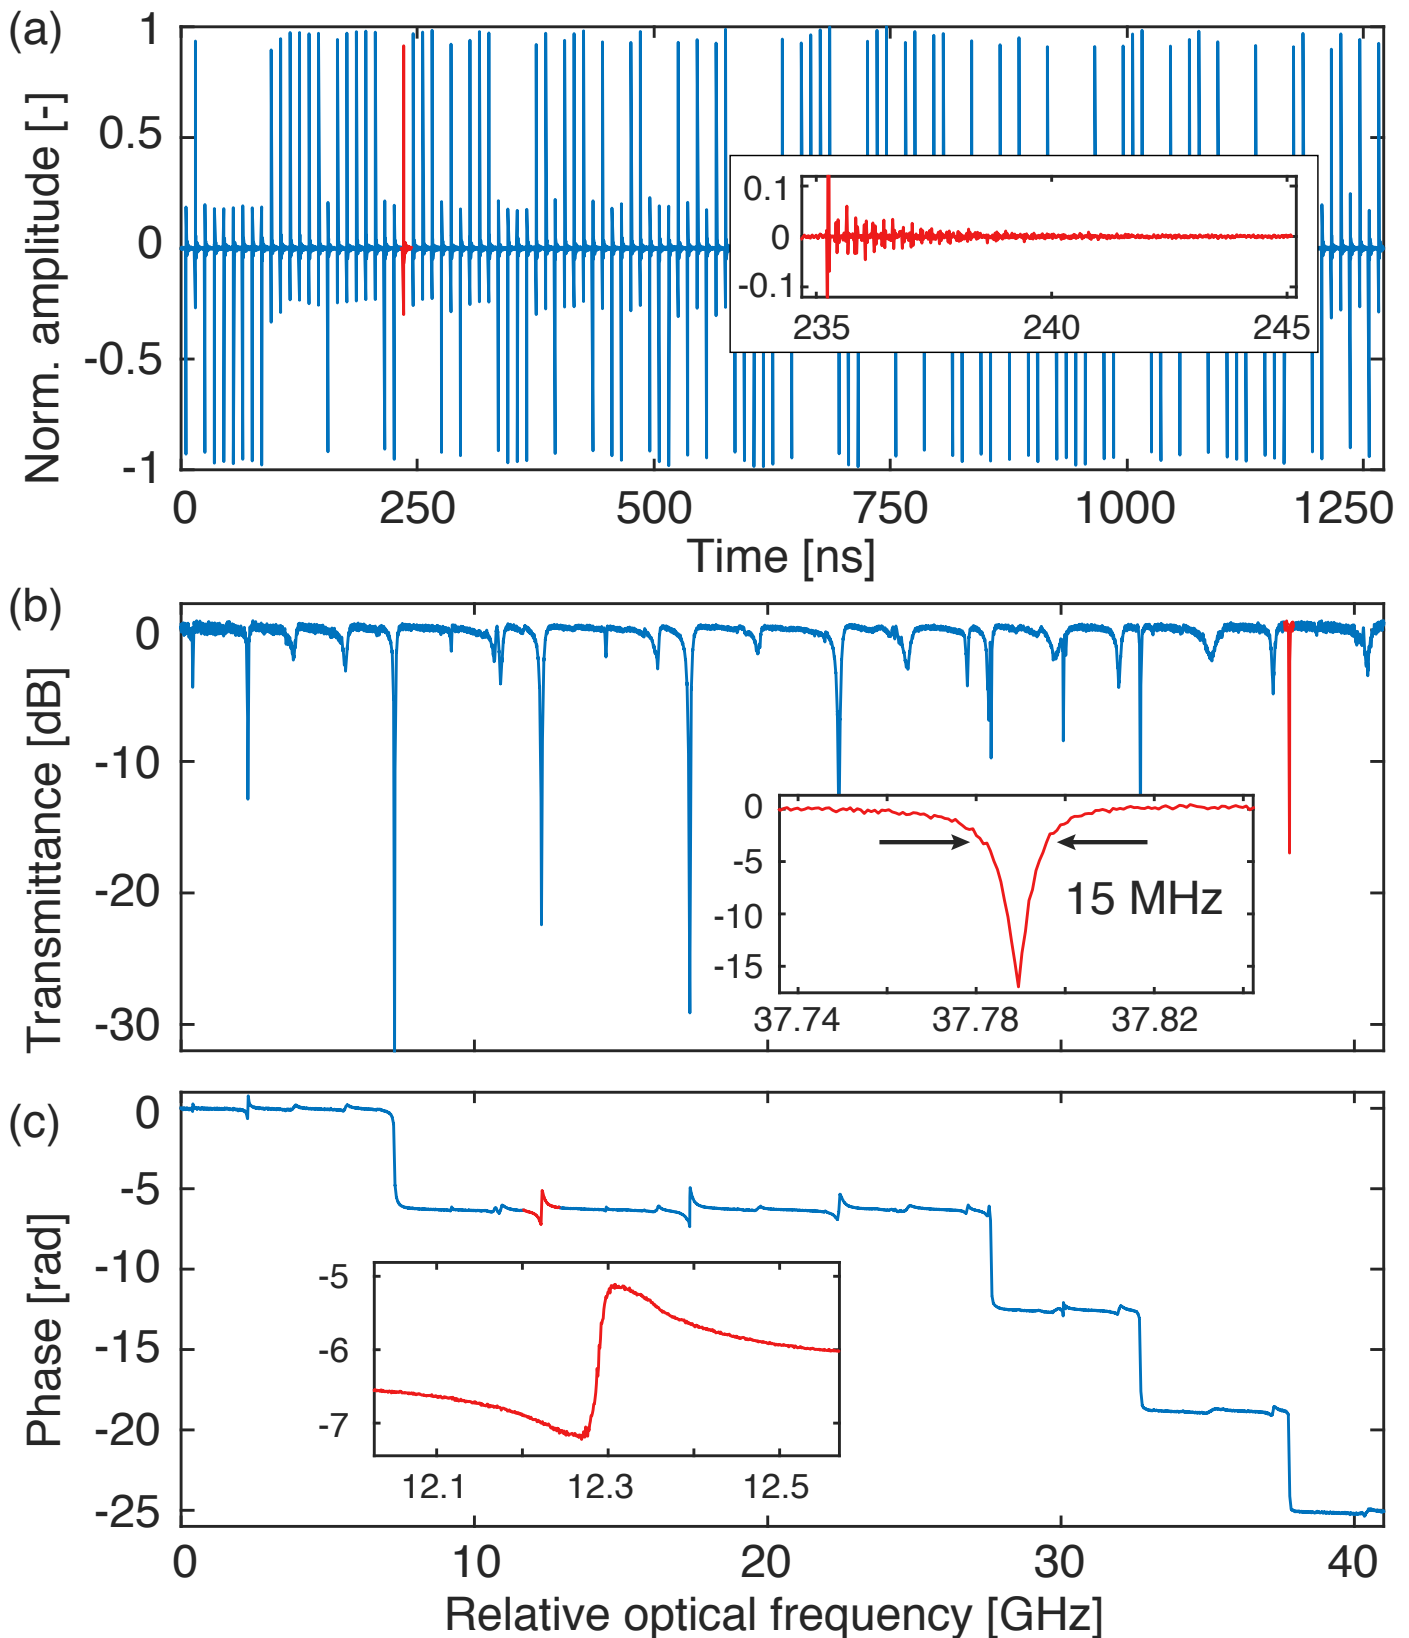 (a)
Norm. amplitude [-]
1
0.5
0
-0.5
-1
0.1
0
-0.1
235 240 245
0 250 500 750 1000 1250
Time [ns]
(b)
Transmittance [dB]
0
-10
-20
-30
0
-5
-10
-15
15 MHz
37.74 37.78 37.82
(c)
Phase [rad]
0
-5
-10
-15
-20
-25
-5
-6
-7
12.1 12.3 12.5
0 10 20 30 40
Relative optical frequency [GHz]